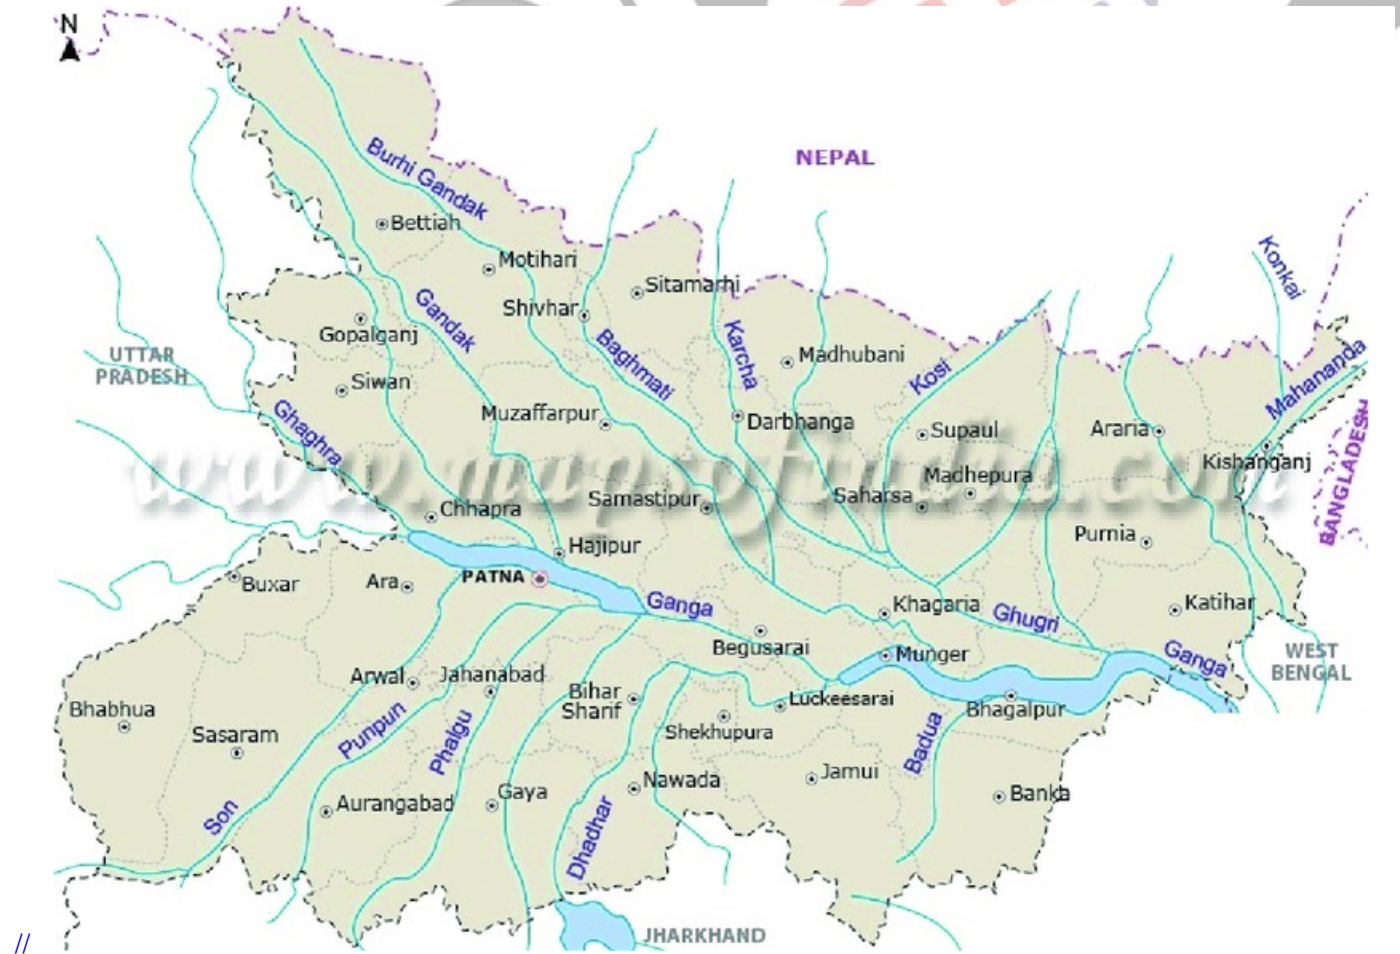 N
NEPAL
Burhi Gandak
Konkai
Bettiah
Motihari
Sitamarhi
Gandak
Shivhar
Gopalganj
Baghmati
Karcha
Madhubani
Mahananda
UTTAR
PRADESH
Siwan
Kosi
Ghaghra
Muzaffarpur
Darbhanga
Supaul
Araria
BANGLADESH
www.mapsofindia.com
Kishanganj
Madhepura
Samastipur
Saharsa
Chhapra
Purnia
Hajipur
Buxar
Ara
PATNA
Ganga
Khagaria
Ghugri
Katihar
Begusarai
Munger
Ganga
WEST
BENGAL
Arwal
Jahanabad
Bihar
Sharif
Luckeesarai
Bhagalpur
Bhabhua
Sasaram
Punpun
Phalgu
Shekhupura
Badua
Son
Aurangabad
Gaya
Dhadhar
Nawada
Jamui
Banka
JHARKHAND
//